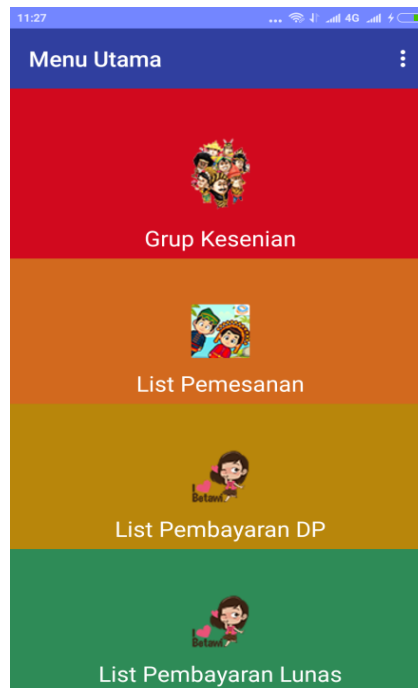 11:27 ... 4G
Menu Utama
Grup Kesenian
List Pemesanan
I
Betawi
List Pembayaran DP
I
Betawi
List Pembayaran Lunas